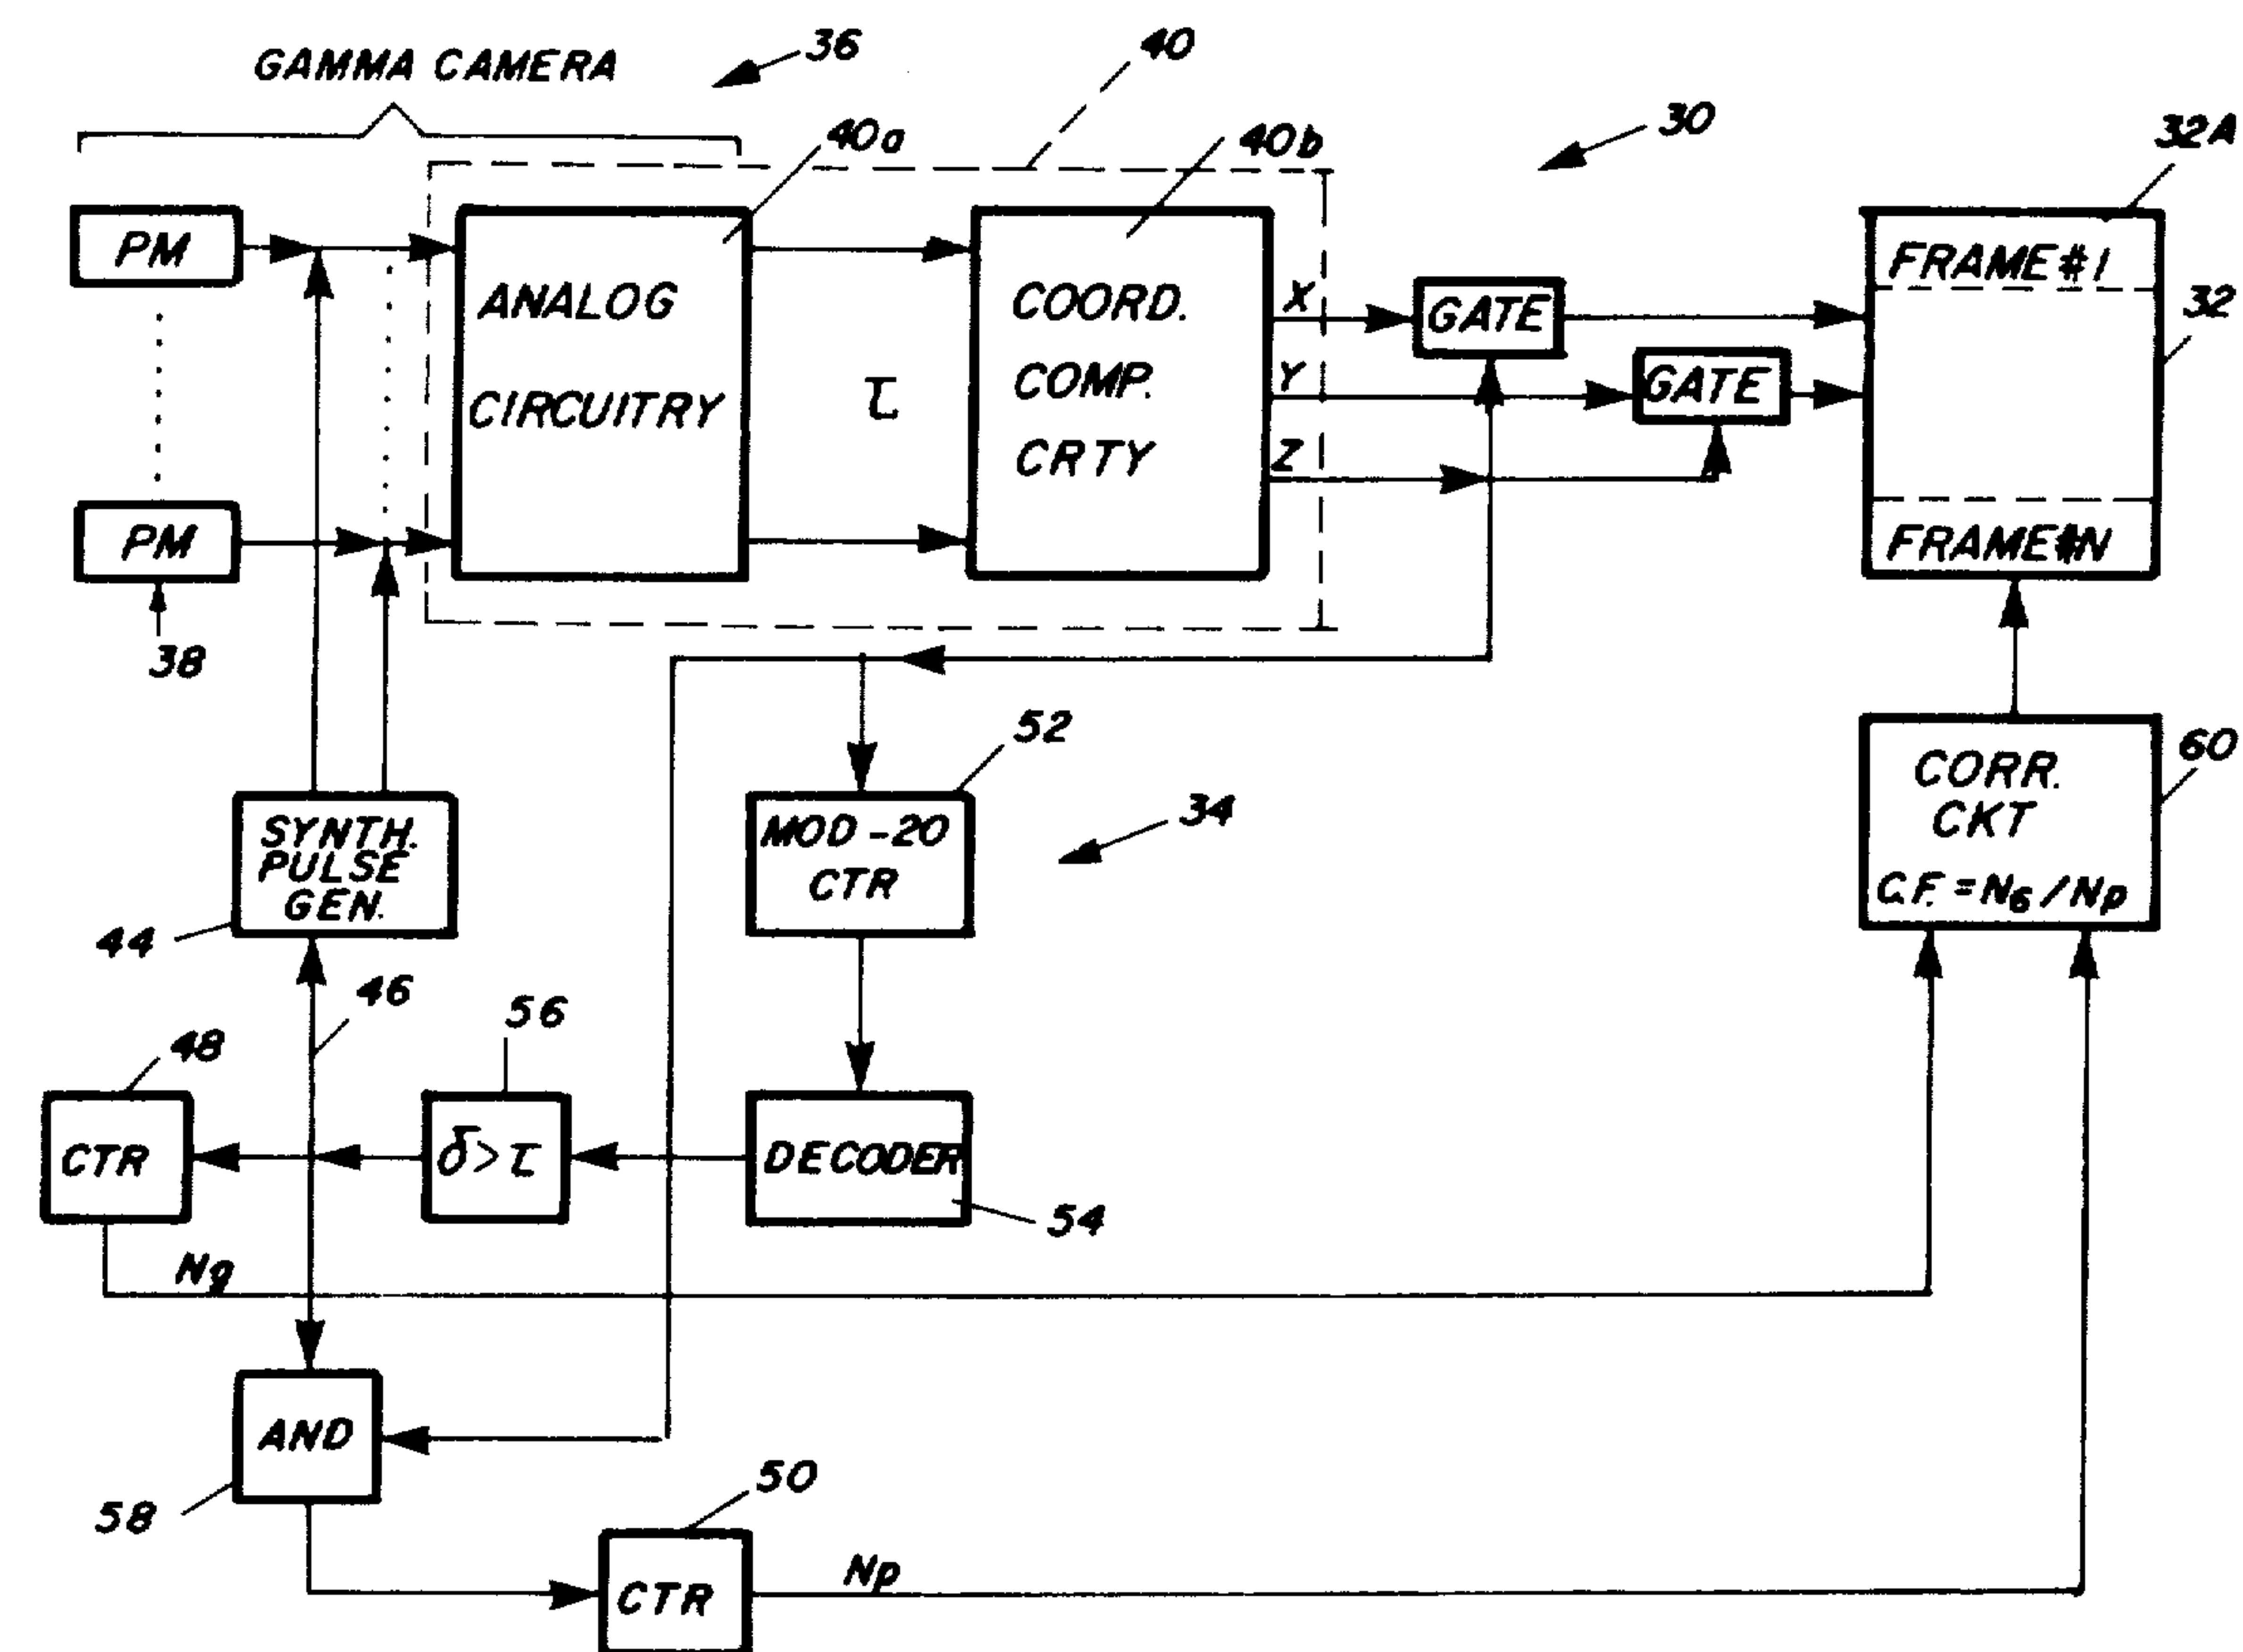 GAMMA CAMERA
36
40
30
32A
40a
40b
PM
ANALOG
CIRCUITRY
τ
COORD.
COMP.
CRTY
X
Y
Z
GATE
GATE
FRAME #1
32
FRAME #N
PM
38
52
MOD-20
CTR
34
CORR.
CKT
C.F. = N6/Np
60
SYNTH.
PULSE
GEN.
44
46
56
48
CTR
δ>τ
DECODER
54
Ng
AND
58
50
CTR
Np